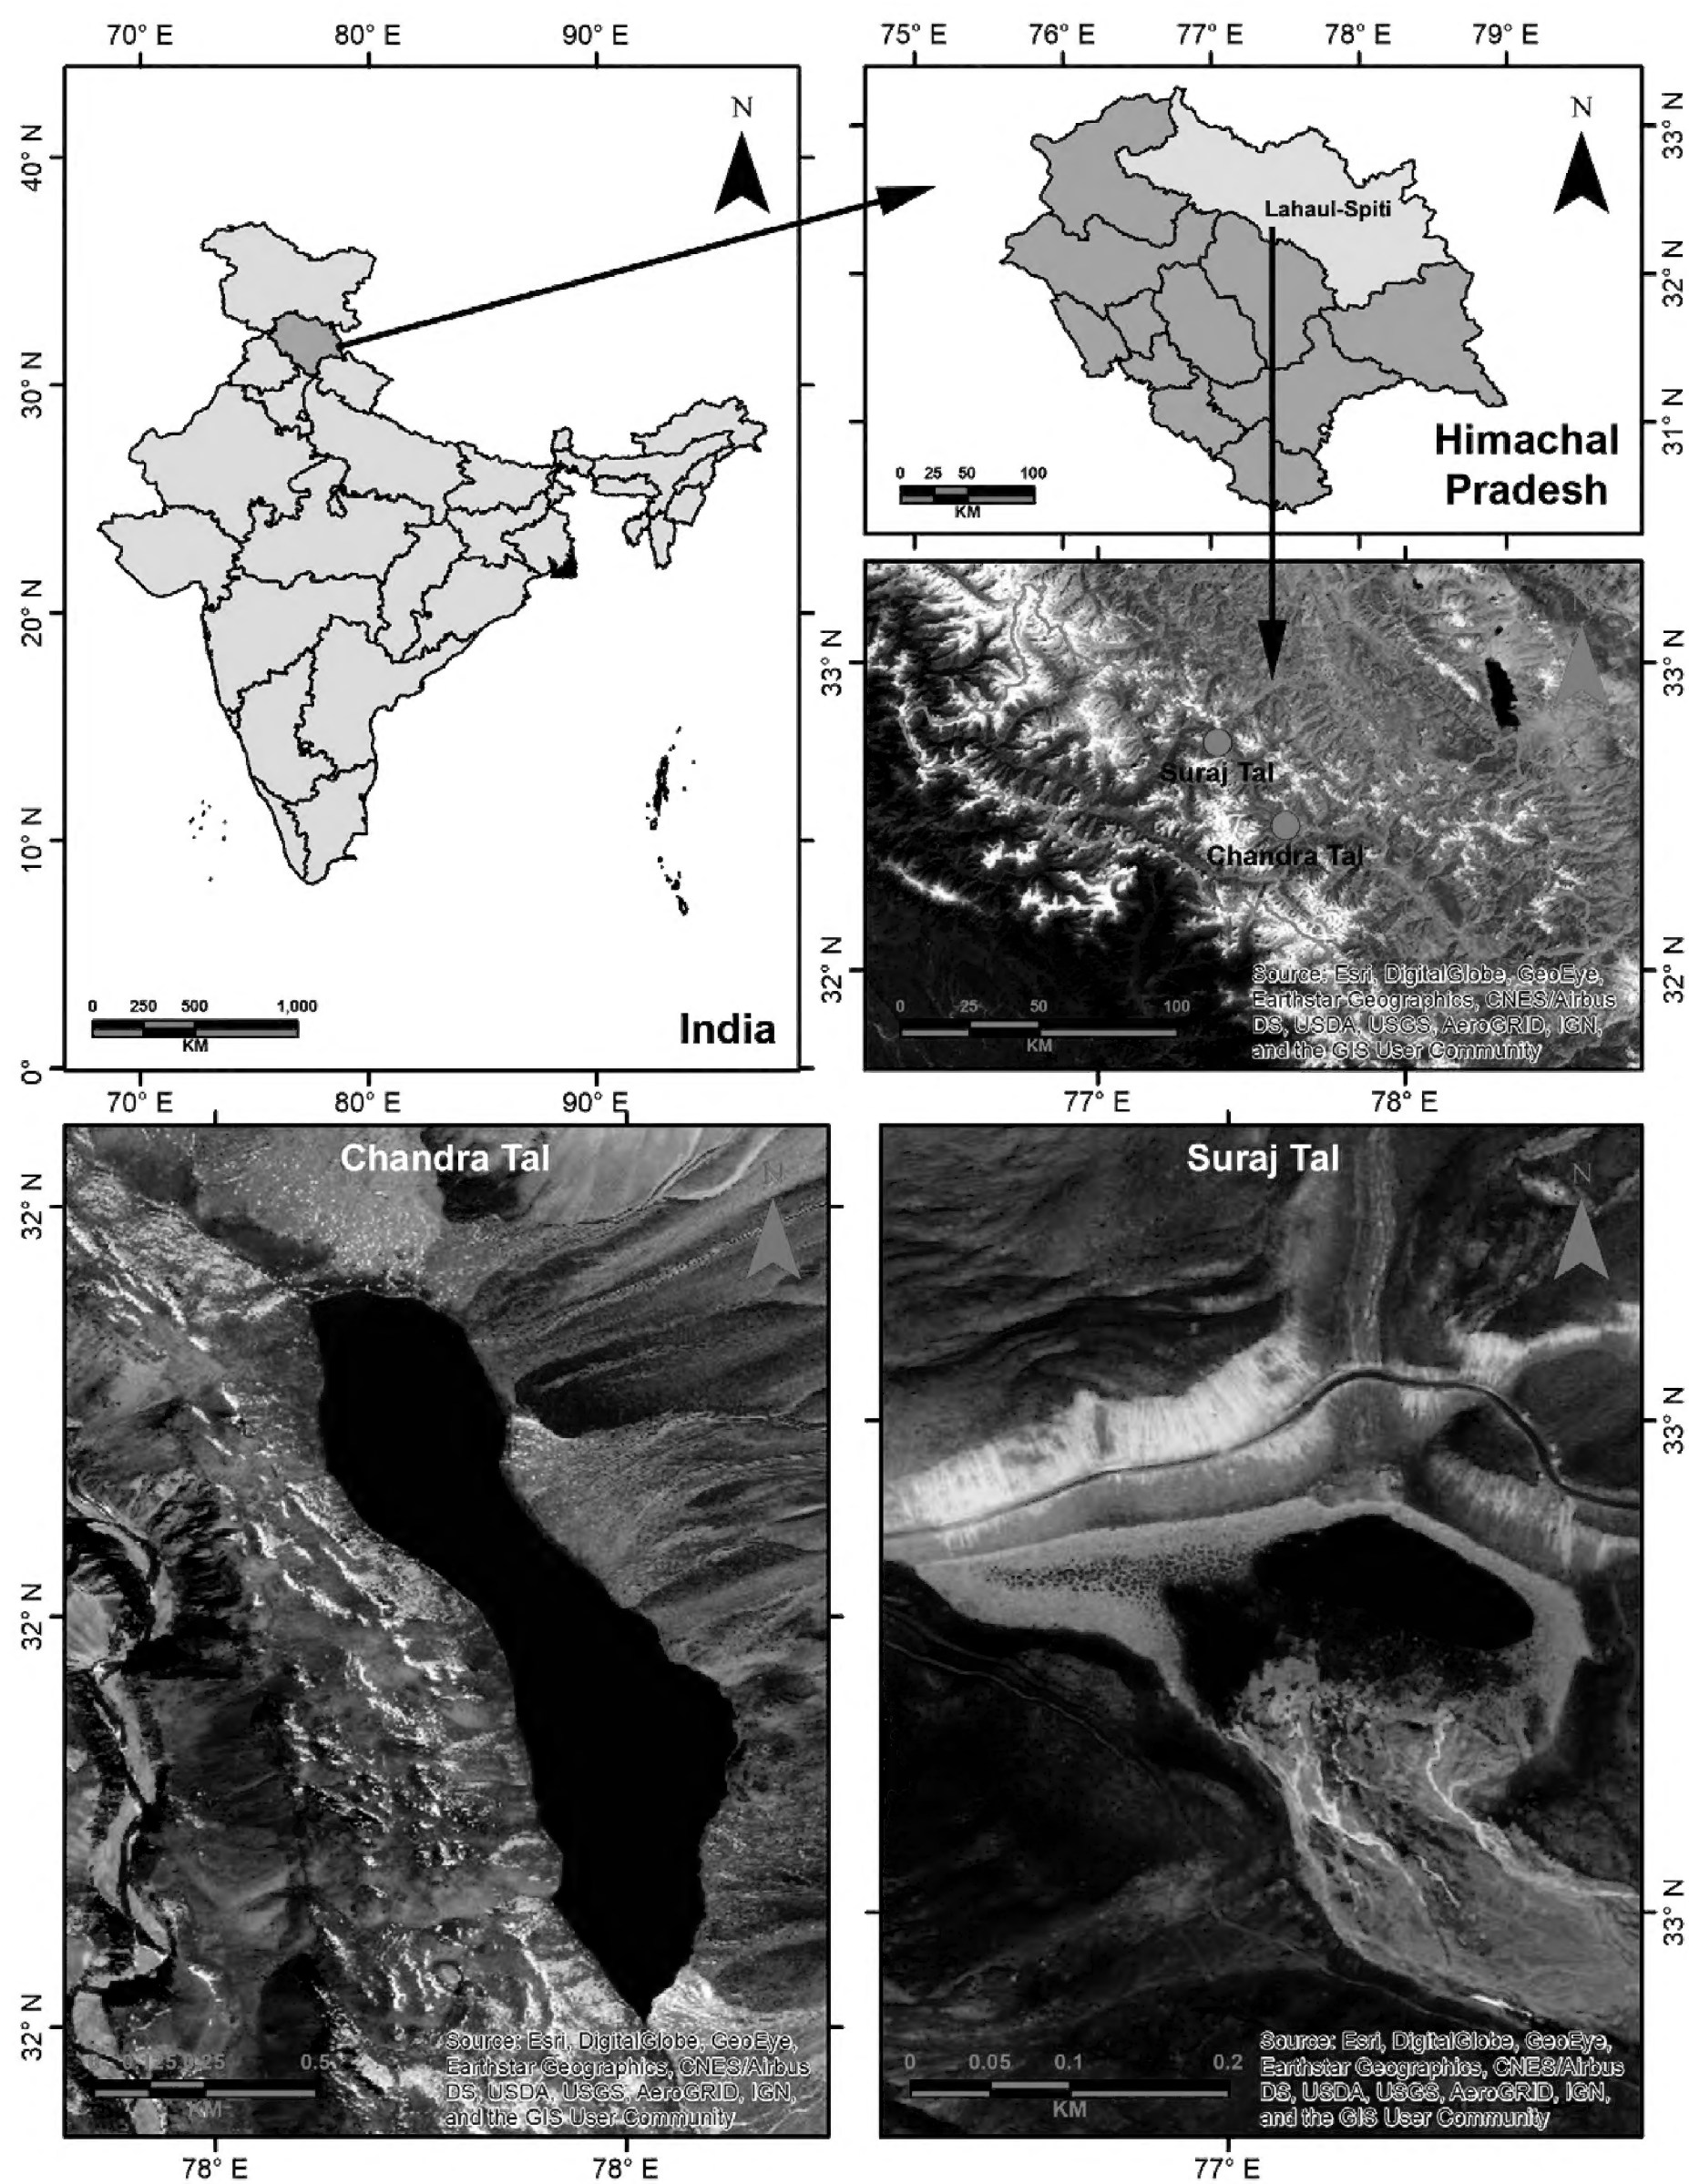 70° E 80° E 90° E
75° E 76° E 77° E 78° E 79° E
N
N
40° N
30° N
20° N
10° N
0°
33° N
32° N
31° N
Lahaul-Spiti
Himachal
Pradesh
0 25 50 100
KM
0 250 500 1,000
KM
India
70° E 80° E 90° E
33° N
32° N
N
Suraj Tal
Chandra Tal
33° N
32° N
0 25 50 100
KM
Source: Esri, DigitalGlobe, GeoEye,
Earthstar Geographics, CNES/Airbus
DS, USDA, USGS, AeroGRID, IGN,
and the GIS User Community
77° E 78° E
Chandra Tal
N
32° N
32° N
32° N
0 0.125 0.25 0.5
KM
Source: Esri, DigitalGlobe, GeoEye,
Earthstar Geographics, CNES/Airbus
DS, USDA, USGS, AeroGRID, IGN,
and the GIS User Community
78° E 78° E
Suraj Tal
N
33° N
33° N
0 0.05 0.1 0.2
KM
Source: Esri, DigitalGlobe, GeoEye,
Earthstar Geographics, CNES/Airbus
DS, USDA, USGS, AeroGRID, IGN,
and the GIS User Community
77° E